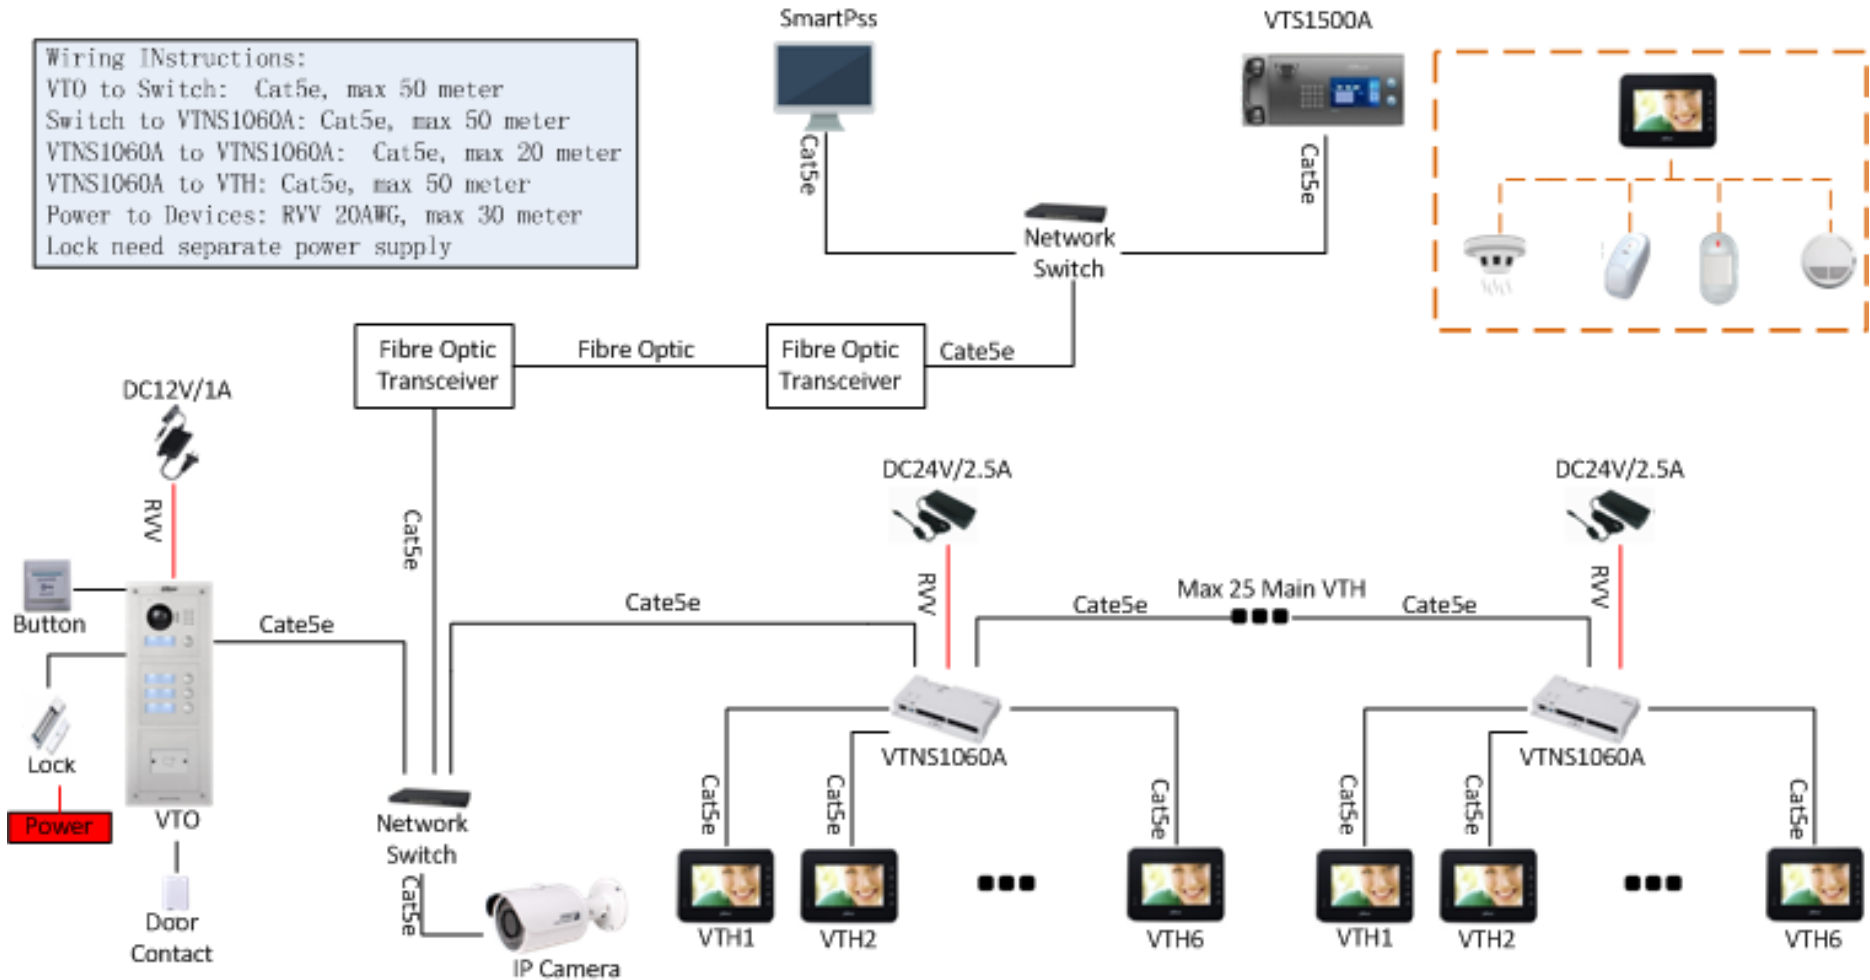 SmartPss
VTS1500A
Wiring INstructions:
VTO to Switch: Cat5e, max 50 meter
Switch to VTNS1060A: Cat5e, max 50 meter
VTNS1060A to VTNS1060A: Cat5e, max 20 meter
VTNS1060A to VTH: Cat5e, max 50 meter
Power to Devices: RVV 20AWG, max 30 meter
Lock need separate power supply
Cat5e
Cat5e
Network
Switch
Fibre Optic
Transceiver
Fibre Optic
Fibre Optic
Transceiver
Cate5e
DC12V/1A
RVV
Cat5e
DC24V/2.5A
RVV
DC24V/2.5A
RVV
Button
Cate5e
Cate5e
Cate5e
Max 25 Main VTH
Cate5e
Lock
Power
VTO
Door
Contact
Network
Switch
Cat5e
IP Camera
VTNS1060A
Cat5e
Cat5e
Cat5e
VTH1
VTH2
VTH6
VTNS1060A
Cat5e
Cat5e
Cat5e
VTH1
VTH2
VTH6